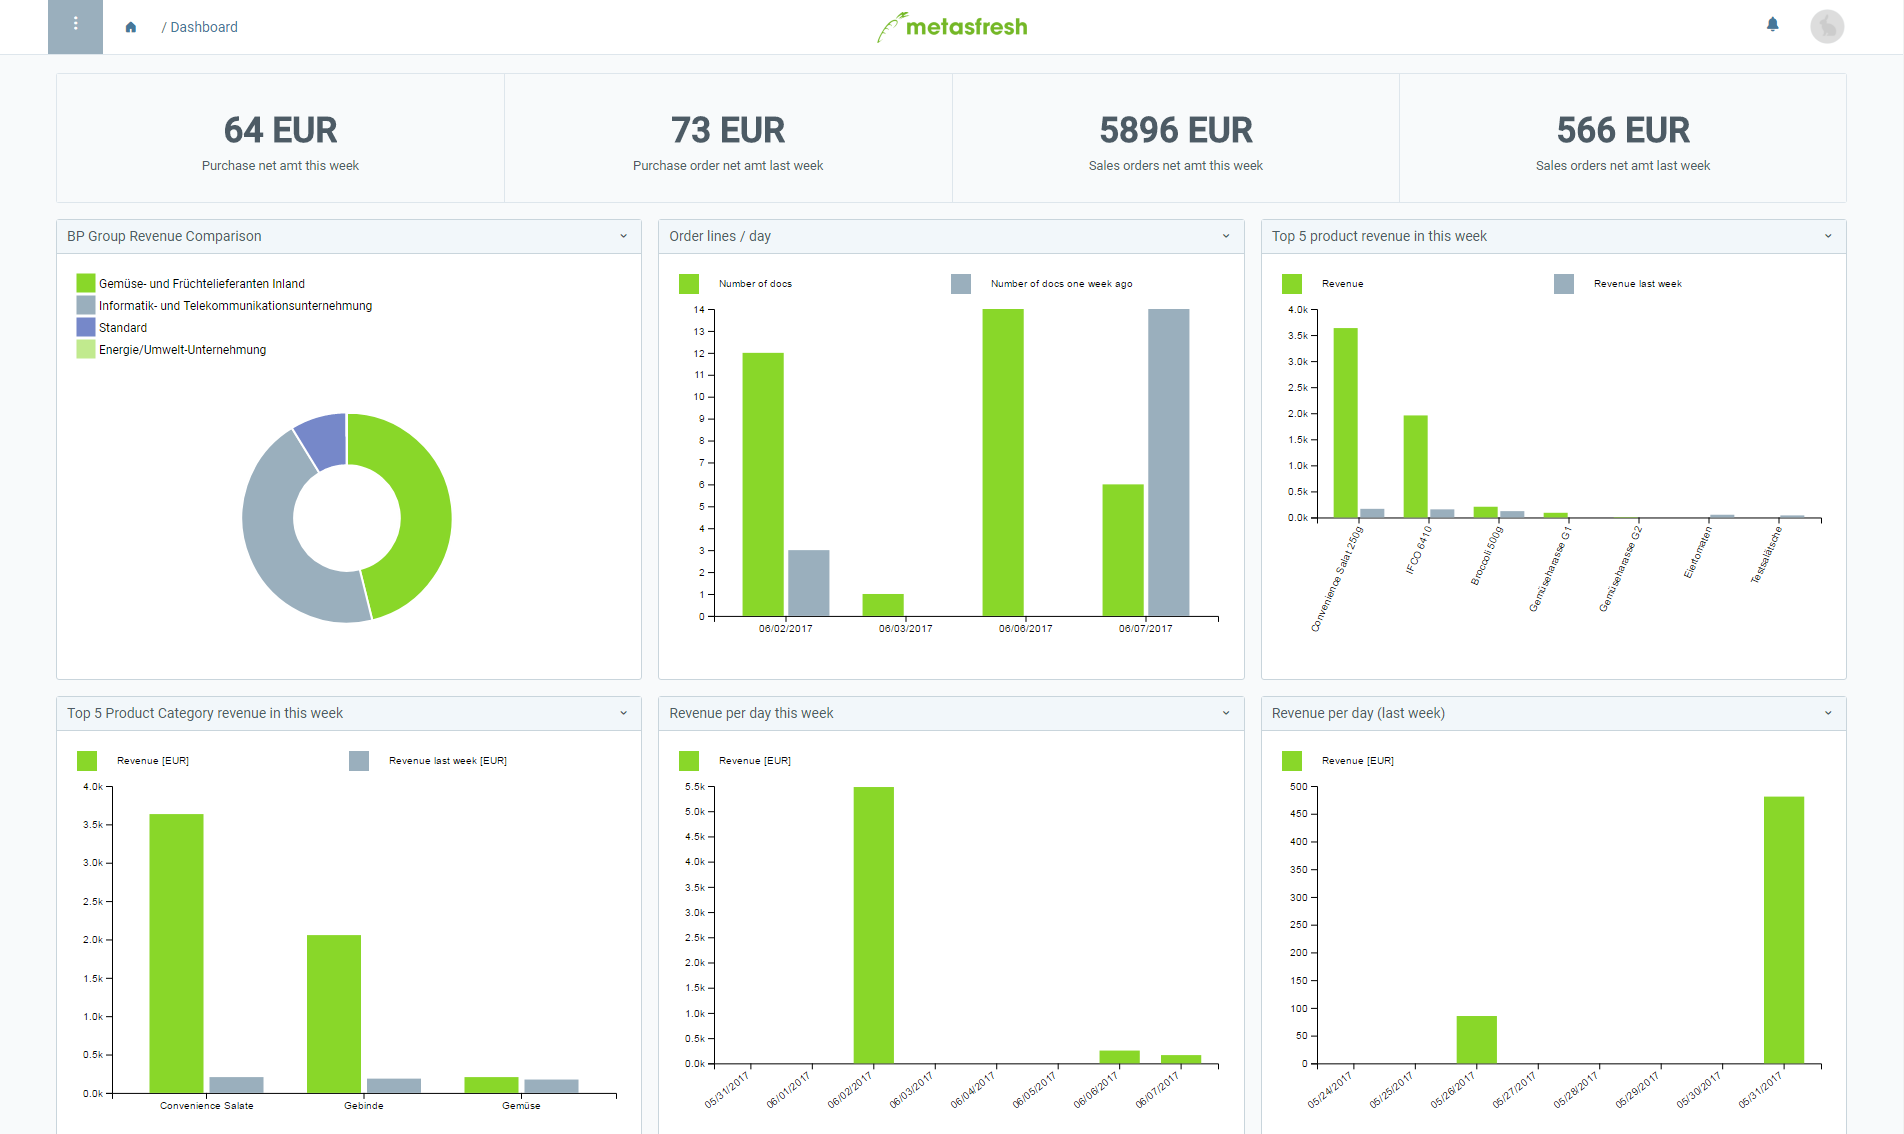 / Dashboard
metasfresh
64 EUR
Purchase net amt this week
73 EUR
Purchase order net amt last week
5896 EUR
Sales orders net amt this week
566 EUR
Sales orders net amt last week
BP Group Revenue Comparison
Gemüse- und Früchtelieferanten Inland
Informatik- und Telekommunikationsunternehmung
Standard
Energie/Umwelt-Unternehmung
Order lines / day
Number of docs
Number of docs one week ago
14
13
12
11
10
9
8
7
6
5
4
3
2
1
0
06/02/2017
06/03/2017
06/06/2017
06/07/2017
Top 5 product revenue in this week
Revenue
Revenue last week
4.0k
3.5k
3.0k
2.5k
2.0k
1.5k
1.0k
0.5k
0.0k
Convenience Salat 250g
IFCO 6410
Broccoli 500g
Gemüseharasse G1
Gemüseharasse G2
Eiertomaten
Testsalätsche
Top 5 Product Category revenue in this week
Revenue [EUR]
Revenue last week [EUR]
4.0k
3.5k
3.0k
2.5k
2.0k
1.5k
1.0k
0.5k
0.0k
Convenience Salate
Gebinde
Gemüse
Revenue per day this week
Revenue [EUR]
5.5k
5.0k
4.5k
4.0k
3.5k
3.0k
2.5k
2.0k
1.5k
1.0k
0.5k
0.0k
05/31/2017
06/01/2017
06/02/2017
06/03/2017
06/04/2017
06/05/2017
06/06/2017
06/07/2017
Revenue per day (last week)
Revenue [EUR]
500
450
400
350
300
250
200
150
100
50
0
05/24/2017
05/25/2017
05/26/2017
05/27/2017
05/28/2017
05/29/2017
05/30/2017
05/31/2017